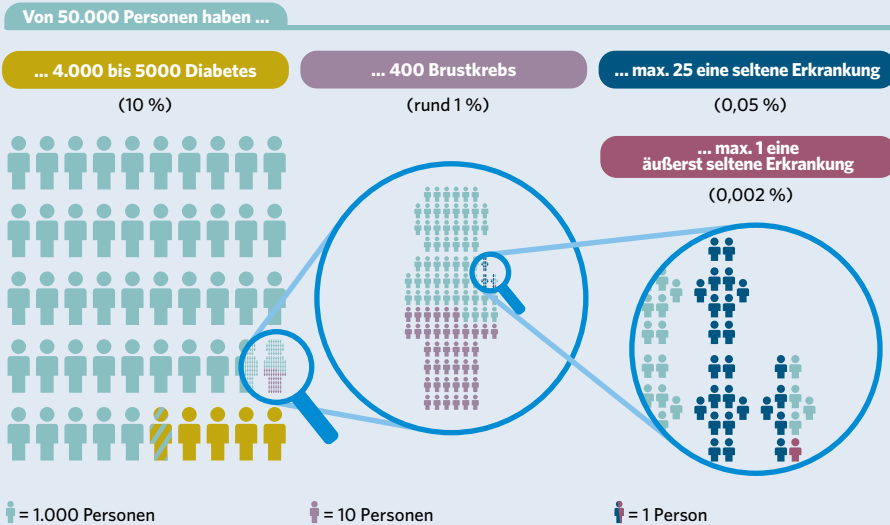 Von 50.000 Personen haben ...
... 4.000 bis 5000 Diabetes
(10 %)
... 400 Brustkrebs
(rund 1 %)
... max. 25 eine seltene Erkrankung
(0,05 %)
... max. 1 eine
äußerst seltene Erkrankung
(0,002 %)
= 1.000 Personen
= 10 Personen
= 1 Person